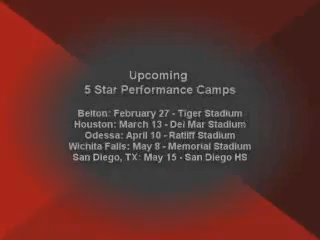 Upcoming
5 Star Performance Camps
Belton: February 27 - Tiger Stadium
Houston: March 13 - Del Mar Stadium
Odessa: April 10 - Ratliff Stadium
Wichita Falls: May 8 - Memorial Stadium
San Diego, TX: May 15 - San Diego HS